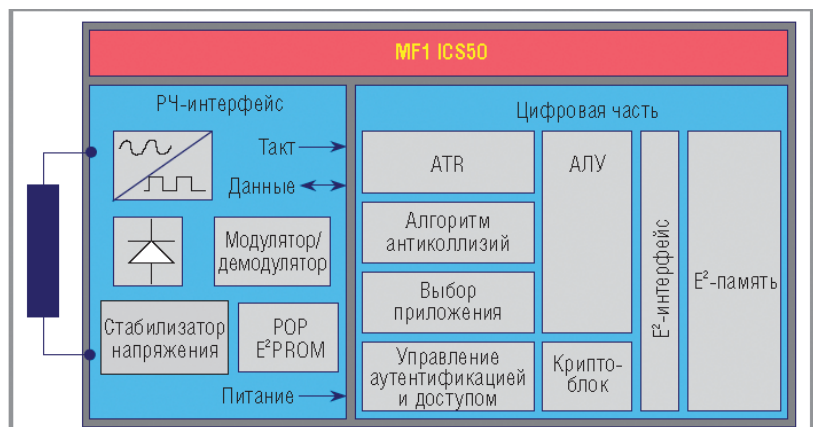 MF1 ICS50
РЧ-интерфейс
Такт
Данные
Модулятор/
демодулятор
Стабилизатор
напряжения
POP
E²PROM
Питание
Цифровая часть
ATR
Алгоритм
антиколлизий
Выбор
приложения
Управление
аутентификацией
и доступом
АЛУ
Крипто-
блок
E²-интерфейс
E²-память